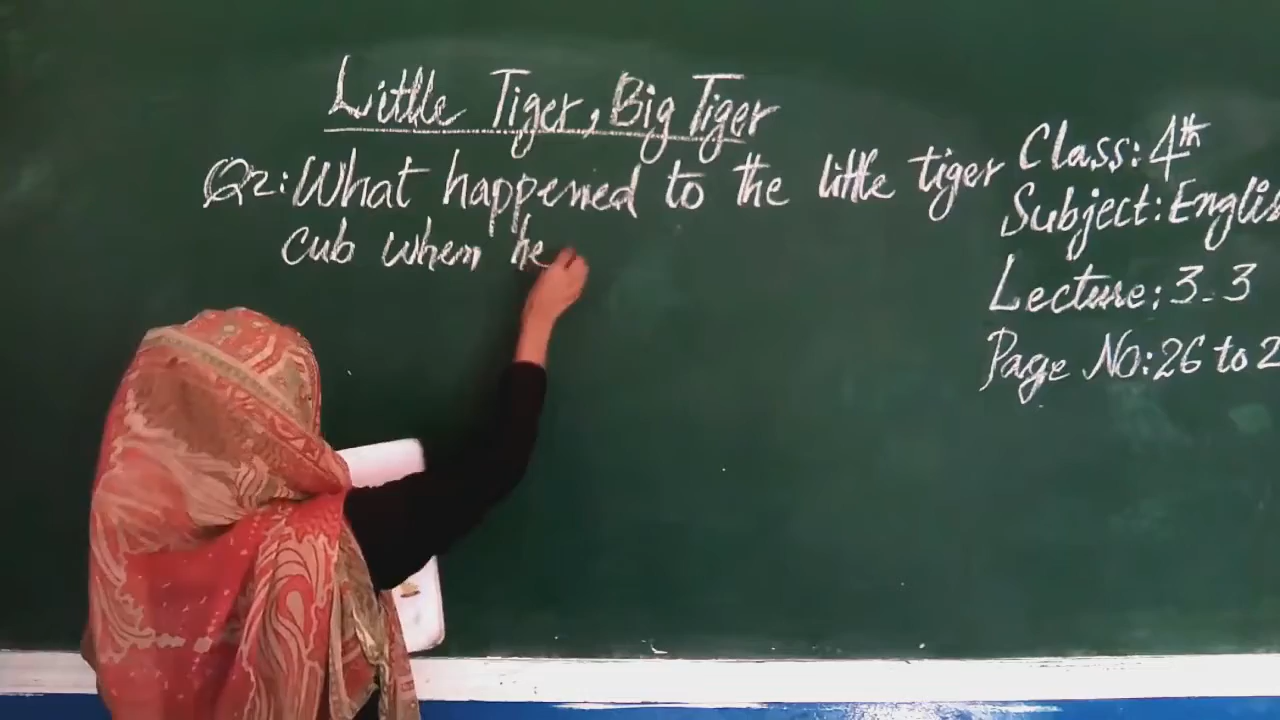 Little Tiger, Big Tiger
Q2: What happened to the little tiger
cub when he
Class: 4th
Subject: Englis
Lecture: 3-3
Page No: 26 to 2